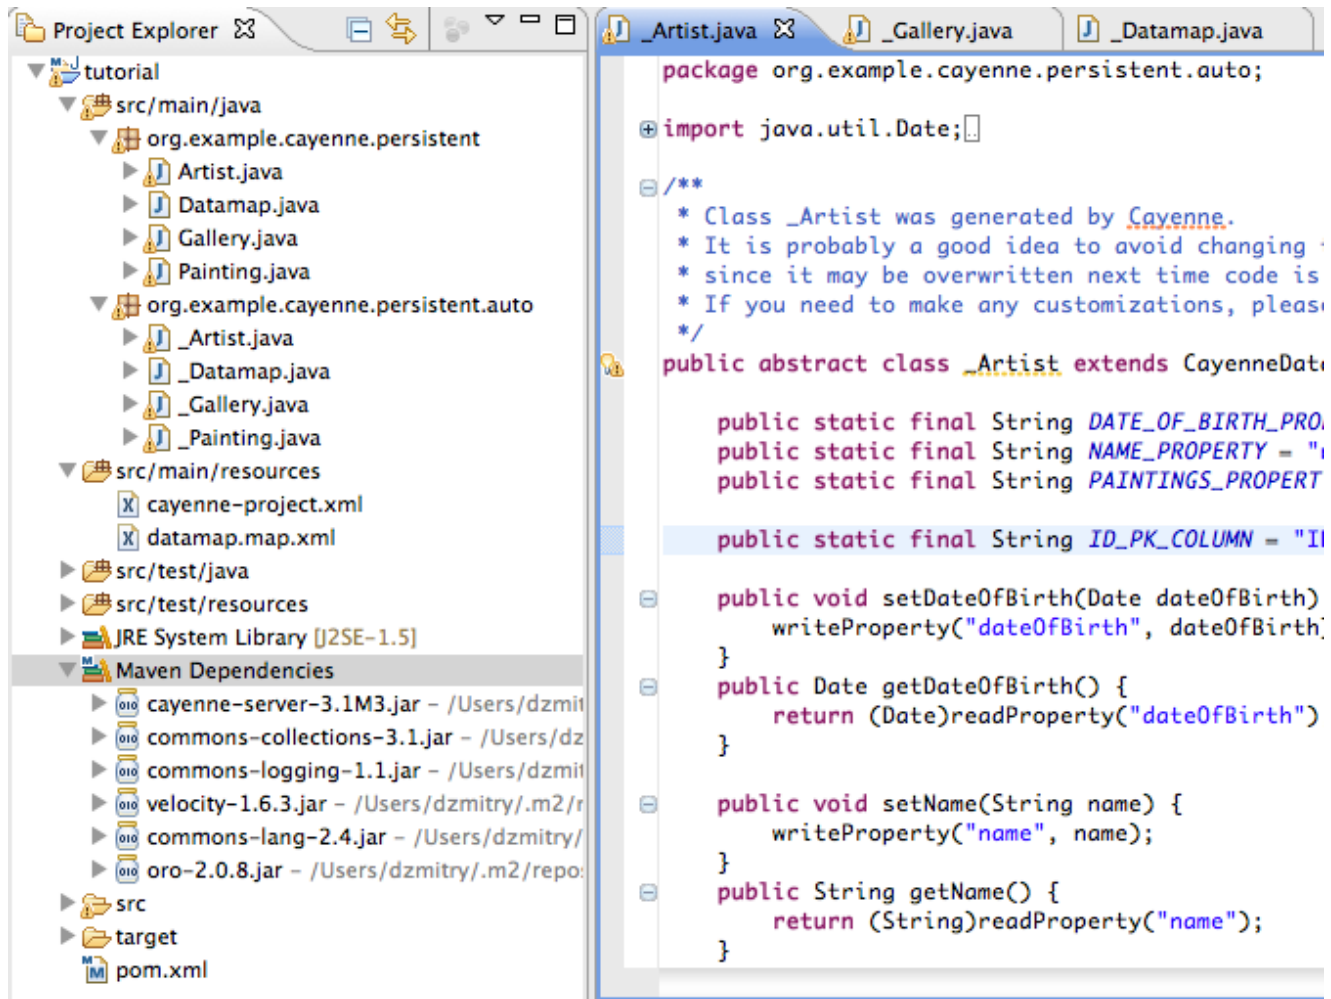 Project Explorer
tutorial
src/main/java
org.example.cayenne.persistent
Artist.java
Datamap.java
Gallery.java
Painting.java
org.example.cayenne.persistent.auto
_Artist.java
_Datamap.java
_Gallery.java
_Painting.java
src/main/resources
cayenne-project.xml
datamap.map.xml
src/test/java
src/test/resources
JRE System Library [J2SE-1.5]
Maven Dependencies
cayenne-server-3.1M3.jar - /Users/dzmit
commons-collections-3.1.jar - /Users/dz
commons-logging-1.1.jar - /Users/dzmit
velocity-1.6.3.jar - /Users/dzmitry/.m2/r
commons-lang-2.4.jar - /Users/dzmitry/
oro-2.0.8.jar - /Users/dzmitry/.m2/repo
src
target
pom.xml
_Artist.java _Gallery.java _Datamap.java
package org.example.cayenne.persistent.auto;
import java.util.Date;
/**
* Class _Artist was generated by Cayenne.
* It is probably a good idea to avoid changing
* since it may be overwritten next time code is
* If you need to make any customizations, please
*/
public abstract class _Artist extends CayenneData
public static final String DATE_OF_BIRTH_PRO
public static final String NAME_PROPERTY = "
public static final String PAINTINGS_PROPERT
public static final String ID_PK_COLUMN = "I
public void setDateOfBirth(Date dateOfBirth)
writeProperty("dateOfBirth", dateOfBirth)
}
public Date getDateOfBirth() {
return (Date)readProperty("dateOfBirth")
}
public void setName(String name) {
writeProperty("name", name);
}
public String getName() {
return (String)readProperty("name");
}